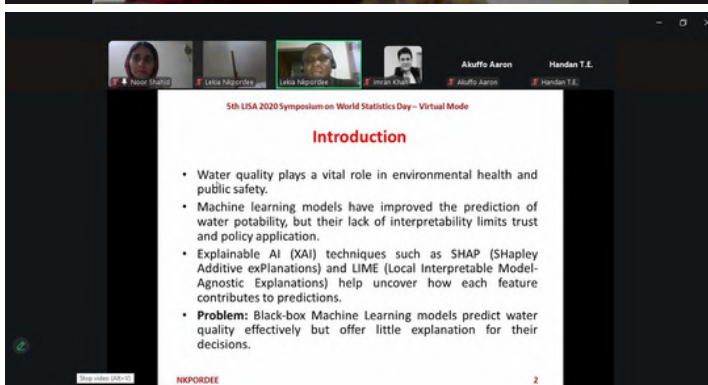 Akuffo Aaron
Handan T.E.
Noor Shahid
Lekia Nkpordee
Lekia Nkpordee
Imran Khan
Akuffo Aaron
Handan T.E.
5th LISA 2020 Symposium on World Statistics Day – Virtual Mode
Introduction
• Water quality plays a vital role in environmental health and
public safety.
• Machine learning models have improved the prediction of
water potability, but their lack of interpretability limits trust
and policy application.
• Explainable AI (XAI) techniques such as SHAP (SHapley
Additive exPlanations) and LIME (Local Interpretable Model-
Agnostic Explanations) help uncover how each feature
contributes to predictions.
• Problem: Black-box Machine Learning models predict water
quality effectively but offer little explanation for their
decisions.
Stop video (Alt+V)
NKPORDEE
2